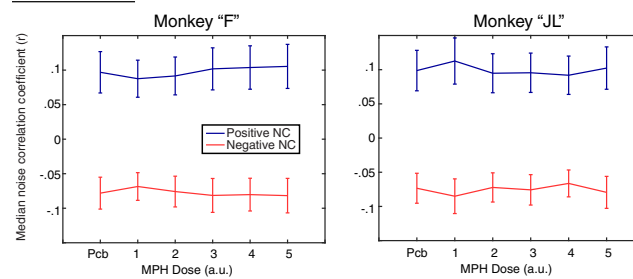 Monkey “F”
Monkey “JL”
Median noise correlation coefficient (r)
.1
.05
0
-.05
-.1
Positive NC
Negative NC
Pcb 1 2 3 4 5
MPH Dose (a.u.)
.1
.05
0
-.05
-.1
Pcb 1 2 3 4 5
MPH Dose (a.u.)